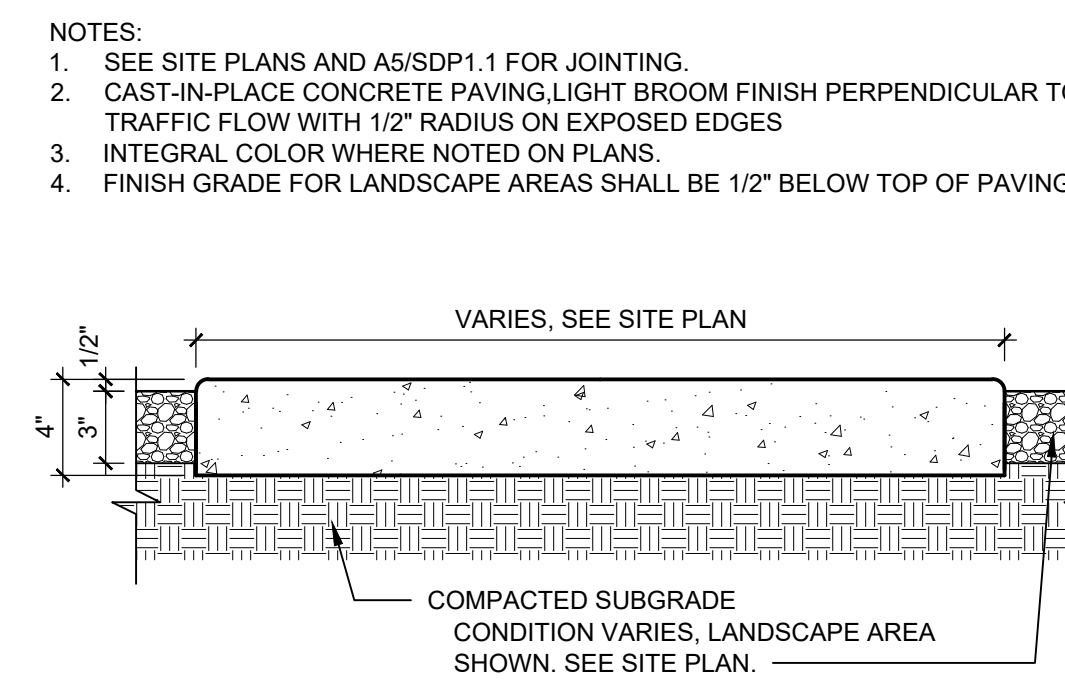 NOTES:
1. SEE SITE PLANS AND A5/SDP1.1 FOR JOINTING.
2. CAST-IN-PLACE CONCRETE PAVING,LIGHT BROOM FINISH PERPENDICULAR TO
TRAFFIC FLOW WITH 1/2" RADIUS ON EXPOSED EDGES
3. INTEGRAL COLOR WHERE NOTED ON PLANS.
4. FINISH GRADE FOR LANDSCAPE AREAS SHALL BE 1/2" BELOW TOP OF PAVING
VARIES, SEE SITE PLAN
1/2"
4"
3"
COMPACTED SUBGRADE
CONDITION VARIES, LANDSCAPE AREA
SHOWN. SEE SITE PLAN.